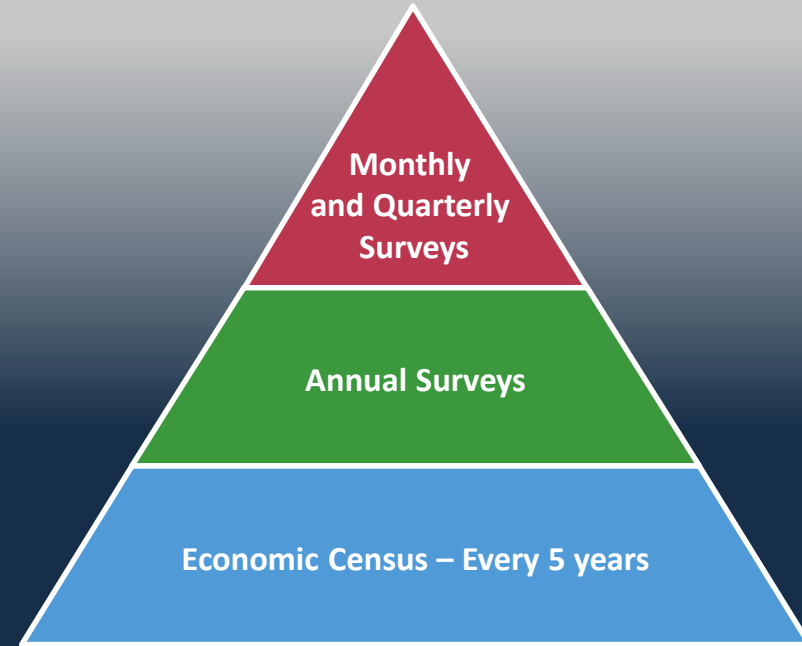 Monthly
and Quarterly
Surveys
Annual Surveys
Economic Census – Every 5 years